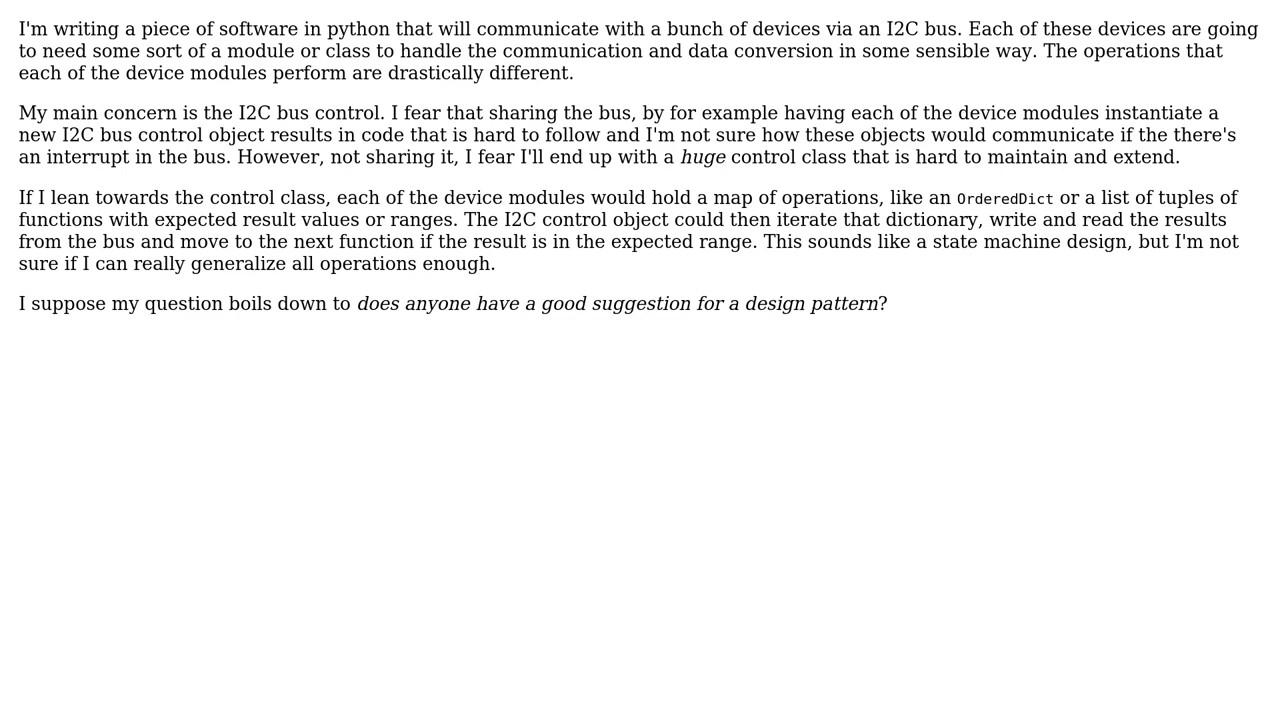 I'm writing a piece of software in python that will communicate with a bunch of devices via an I2C bus. Each of these devices are going
to need some sort of a module or class to handle the communication and data conversion in some sensible way. The operations that
each of the device modules perform are drastically different.
My main concern is the I2C bus control. I fear that sharing the bus, by for example having each of the device modules instantiate a
new I2C bus control object results in code that is hard to follow and I'm not sure how these objects would communicate if the there's
an interrupt in the bus. However, not sharing it, I fear I'll end up with a huge control class that is hard to maintain and extend.
If I lean towards the control class, each of the device modules would hold a map of operations, like an OrderedDict or a list of tuples of
functions with expected result values or ranges. The I2C control object could then iterate that dictionary, write and read the results
from the bus and move to the next function if the result is in the expected range. This sounds like a state machine design, but I'm not
sure if I can really generalize all operations enough.
I suppose my question boils down to does anyone have a good suggestion for a design pattern?